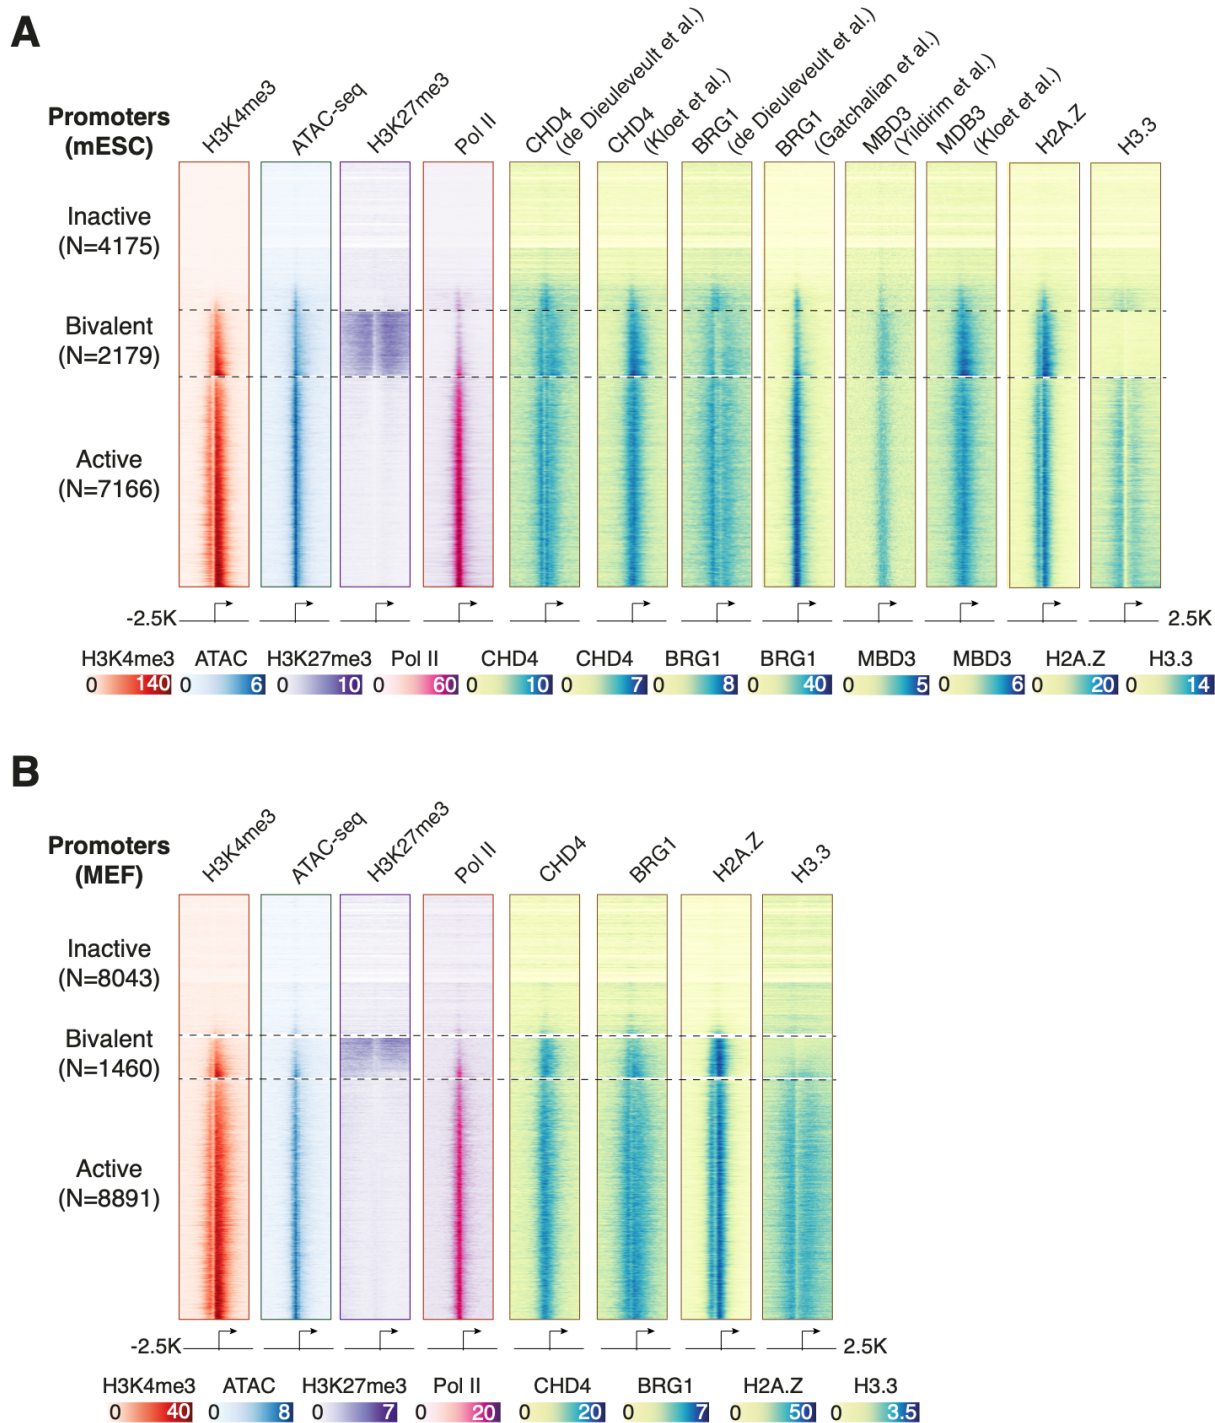 A
Promoters
(mESC)
H3K4me3
ATAC-seq
H3K27me3
Pol II
CHD4
(de Dieuleveult et al.)
CHD4
(Kloet et al.)
BRG1
(de Dieuleveult et al.)
BRG1
(Gatchalian et al.)
MBD3
(Yildirim et al.)
MDB3
(Kloet et al.)
H2A.Z
H3.3
Inactive
(N=4175)
Bivalent
(N=2179)
Active
(N=7166)
-2.5K 2.5K
H3K4me3 ATAC H3K27me3 Pol II CHD4 CHD4 BRG1 BRG1 MBD3 MBD3 H2A.Z H3.3
0 140 0 6 0 10 0 60 0 10 0 7 0 8 0 40 0 5 0 6 0 20 0 14
B
Promoters
(MEF)
H3K4me3
ATAC-seq
H3K27me3
Pol II
CHD4
BRG1
H2A.Z
H3.3
Inactive
(N=8043)
Bivalent
(N=1460)
Active
(N=8891)
-2.5K 2.5K
H3K4me3 ATAC H3K27me3 Pol II CHD4 BRG1 H2A.Z H3.3
0 40 0 8 0 7 0 20 0 20 0 7 0 50 0 3.5